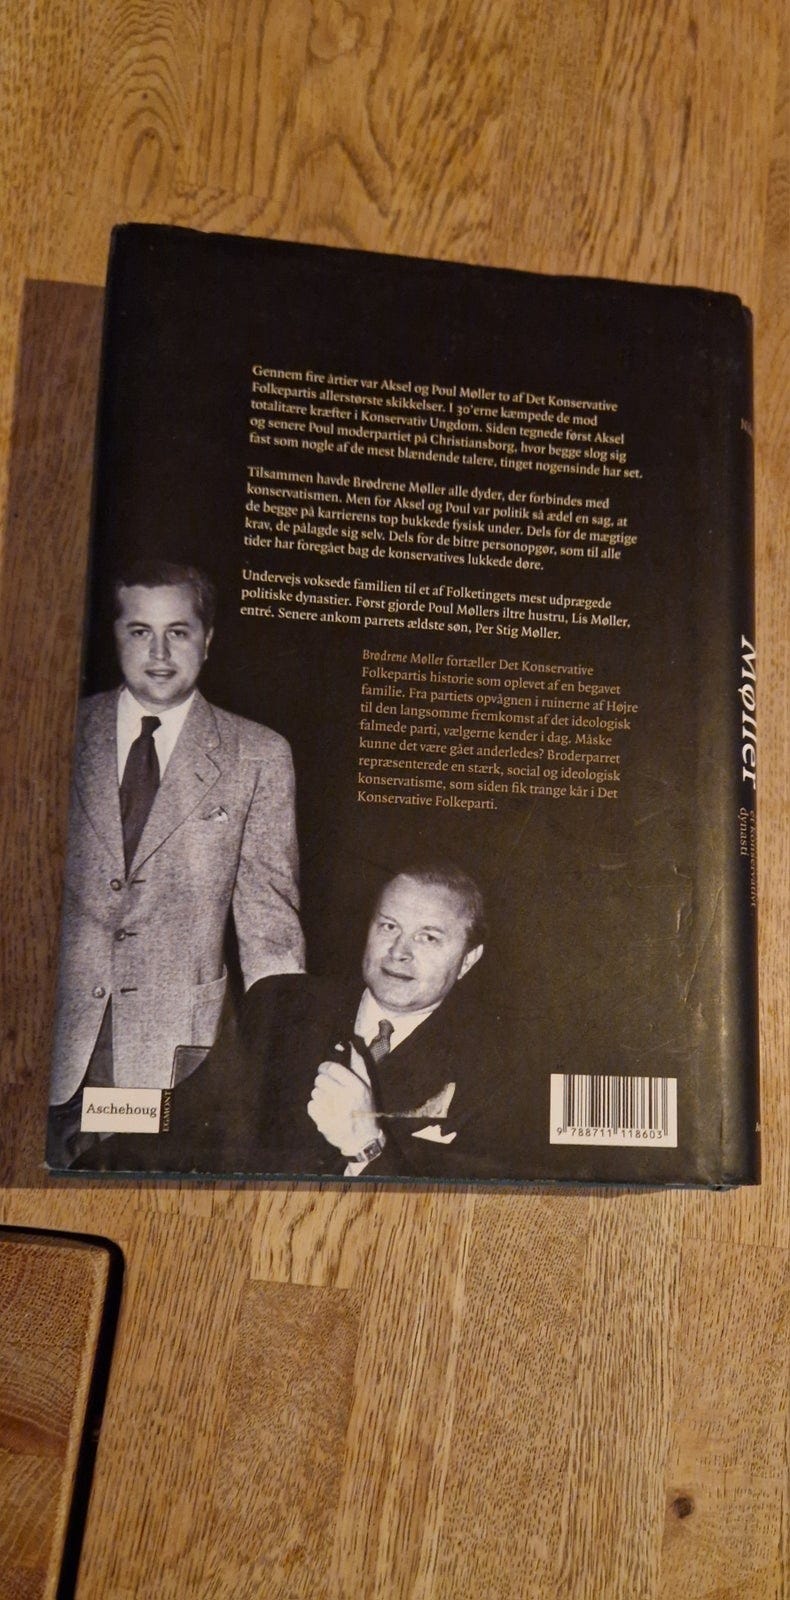 Gennem fire årtier var Aksel og Poul Møller to af Det Konservative
Folkepartis allerstørste skikkelser. I 30'erne kæmpede de mod
totalitære kræfter i Konservativ Ungdom. Siden tegnede først Aksel
og senere Poul moderpartiet på Christiansborg, hvor begge slog sig
fast som nogle af de mest blændende talere, tinget nogensinde har set.
Tilsammen havde Brødrene Møller alle dyder, der forbindes med
konservatismen. Men for Aksel og Poul var politik så ædel en sag, at
de begge på karrierens top bukkede fysisk under. Dels for de mægtige
krav, de pålagde sig selv. Dels for de bitre personopgør, som til alle
tider har foregået bag de konservatives lukkede døre.
Undervejs voksede familien til et af Folketingets mest udprægede
politiske dynastier. Først gjorde Poul Møllers iltre hustru, Lis Møller,
entré. Senere ankom parrets ældste søn, Per Stig Møller.
Brødrene Møller fortæller Det Konservative
Folkepartis historie som oplevet af en begavet
familie. Fra partiets opvågnen i ruinerne af Højre
til den langsomme fremkomst af det ideologisk
falmede parti, vælgerne kender i dag. Måske
kunne det være gået anderledes? Broderparret
repræsenterede en stærk, social og ideologisk
konservatisme, som siden fik trange kår i Det
Konservative Folkeparti.
Møller
et konservativt
dynasti
Aschehoug
EGMONT
9 788711 118603